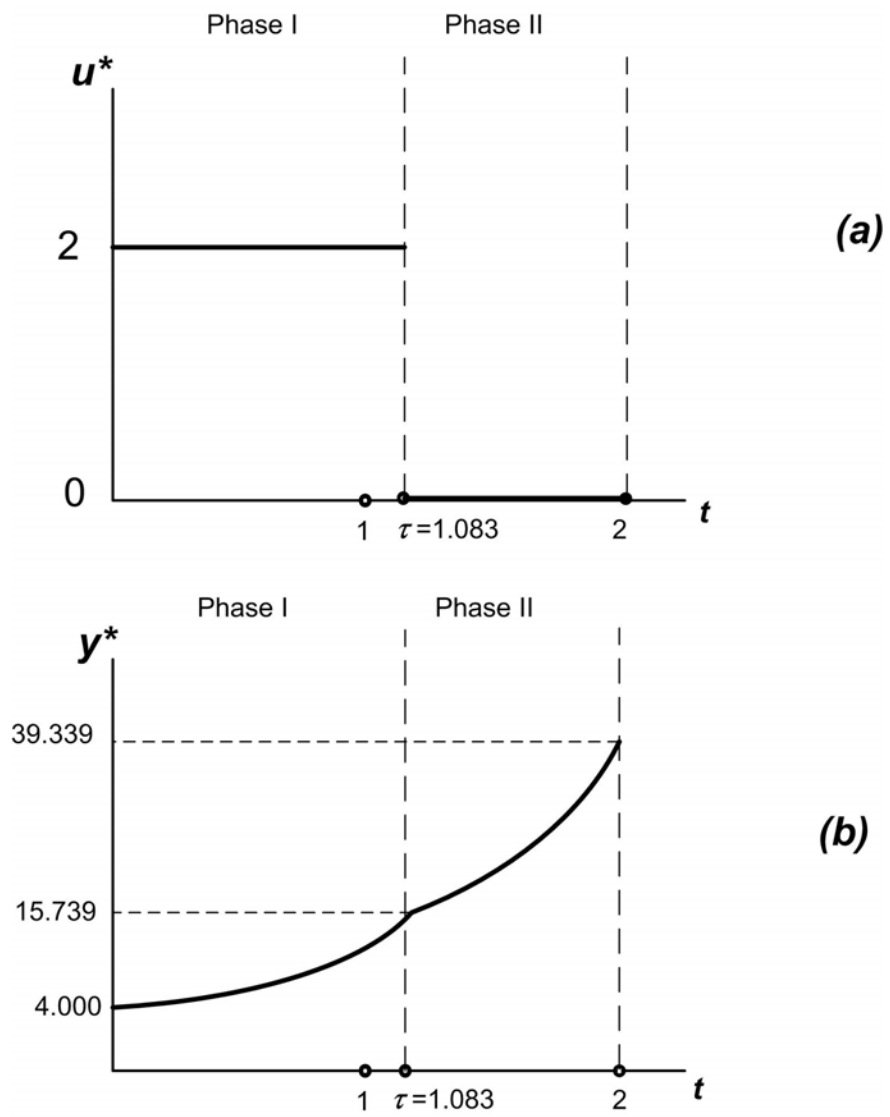 Phase I Phase II
u*
2
(a)
0
t
1 τ=1.083 2
Phase I Phase II
y*
39.339
(b)
15.739
4.000
t
1 τ=1.083 2